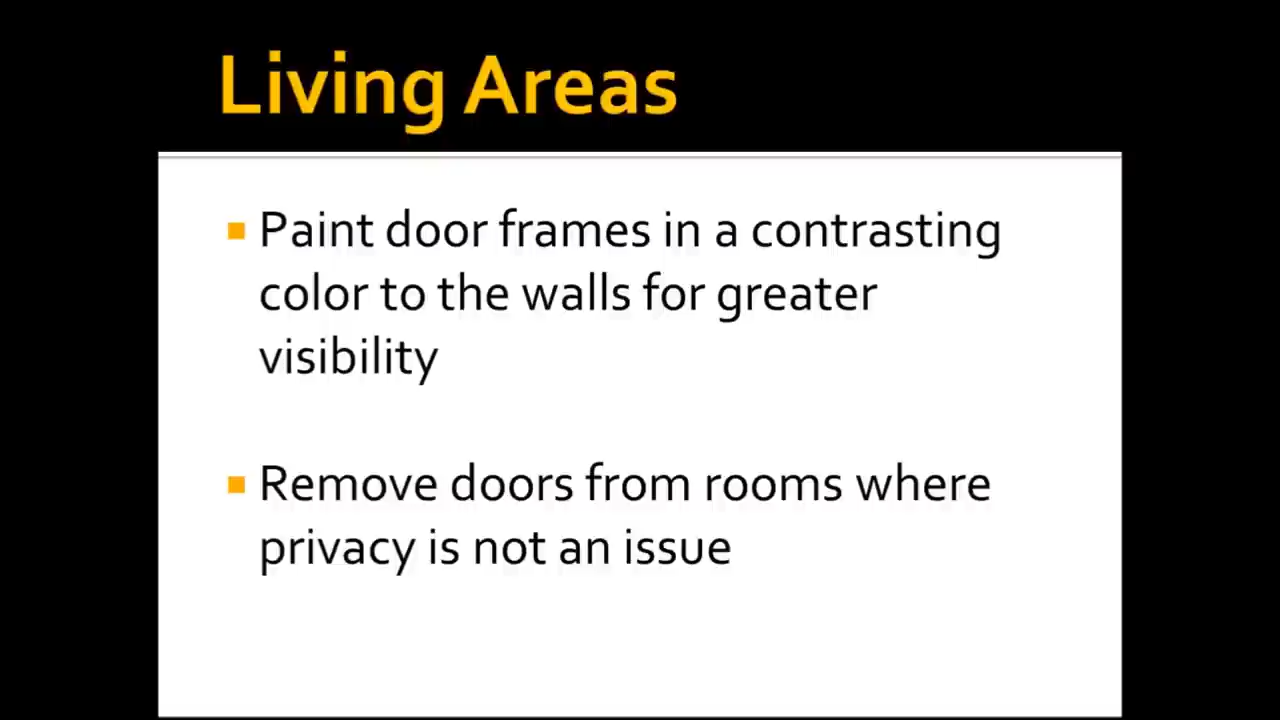 Living Areas
Paint door frames in a contrasting
color to the walls for greater
visibility
Remove doors from rooms where
privacy is not an issue